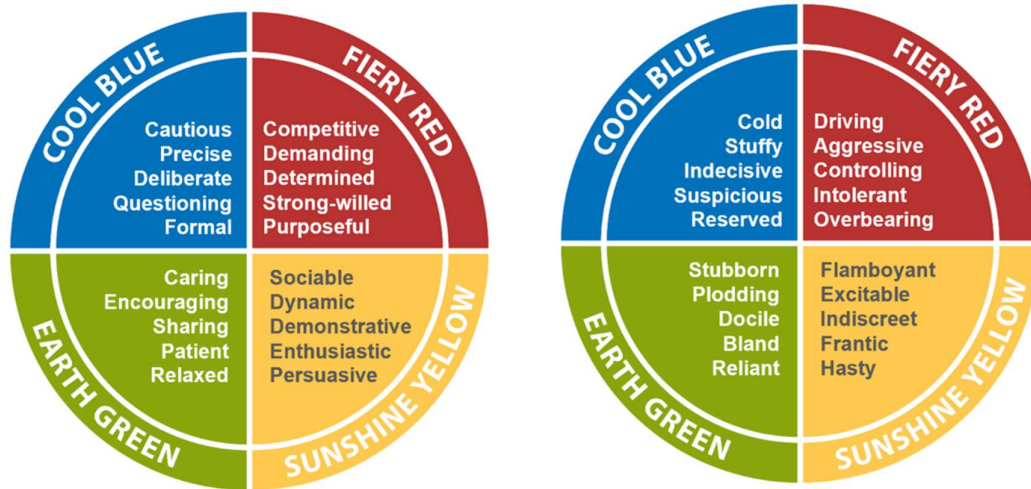 COOL BLUE
Cautious
Precise
Deliberate
Questioning
Formal
FIERY RED
Competitive
Demanding
Determined
Strong-willed
Purposeful
EARTH GREEN
Caring
Encouraging
Sharing
Patient
Relaxed
SUNSHINE YELLOW
Sociable
Dynamic
Demonstrative
Enthusiastic
Persuasive
COOL BLUE
Cold
Stuffy
Indecisive
Suspicious
Reserved
FIERY RED
Driving
Aggressive
Controlling
Intolerant
Overbearing
EARTH GREEN
Stubborn
Plodding
Docile
Bland
Reliant
SUNSHINE YELLOW
Flamboyant
Excitable
Indiscreet
Frantic
Hasty